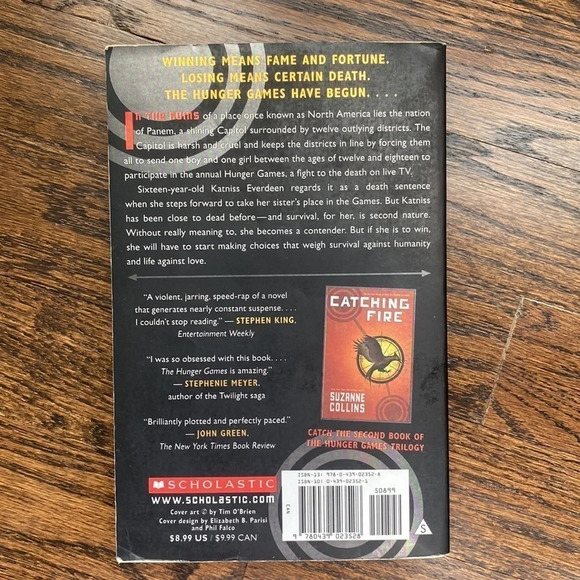 WINNING MEANS FAME AND FORTUNE.
LOSING MEANS CERTAIN DEATH.
THE HUNGER GAMES HAVE BEGUN. . . .
IN THE RUINS of a place once known as North America lies the nation
of Panem, a shining Capitol surrounded by twelve outlying districts. The
Capitol is harsh and cruel and keeps the districts in line by forcing them
all to send one boy and one girl between the ages of twelve and eighteen to
participate in the annual Hunger Games, a fight to the death on live TV.
Sixteen-year-old Katniss Everdeen regards it as a death sentence
when she steps forward to take her sister's place in the Games. But Katniss
has been close to dead before—and survival, for her, is second nature.
Without really meaning to, she becomes a contender. But if she is to win,
she will have to start making choices that weigh survival against humanity
and life against love.
"A violent, jarring, speed-rap of a novel
that generates nearly constant suspense. . . .
I couldn't stop reading." — STEPHEN KING,
Entertainment Weekly
"I was so obsessed with this book. . . .
The Hunger Games is amazing."
— STEPHENIE MEYER,
author of the Twilight saga
"Brilliantly plotted and perfectly paced."
— JOHN GREEN,
The New York Times Book Review
CATCHING
FIRE
SUZANNE
COLLINS
CATCH THE SECOND BOOK OF
THE HUNGER GAMES TRILOGY
SCHOLASTIC
www.scholastic.com
Cover art © by Tim O'Brien
Cover design by Elizabeth B. Parisi
and Phil Falco
$8.99 US / $9.99 CAN
ISBN-13: 978-0-439-02352-8
ISBN-10: 0-439-02352-1
50899
CAN
9 780439 023528
S